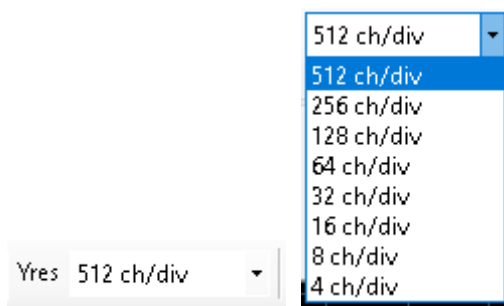 512 ch/div
512 ch/div
256 ch/div
128 ch/div
64 ch/div
32 ch/div
16 ch/div
8 ch/div
4 ch/div
Yres 512 ch/div